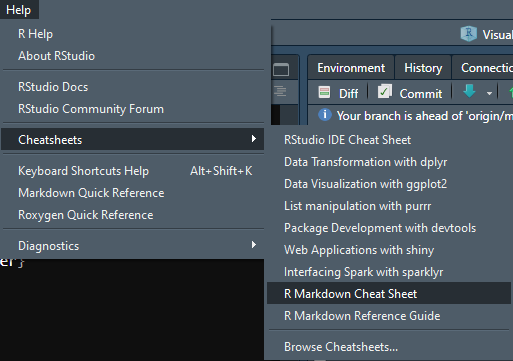 Help
R Help
About RStudio
RStudio Docs
RStudio Community Forum
Cheatsheets
Keyboard Shortcuts Help Alt+Shift+K
Markdown Quick Reference
Roxygen Quick Reference
Diagnostics
er}
Visual
Environment History Connectio
Diff Commit
Your branch is ahead of 'origin/m
RStudio IDE Cheat Sheet
Data Transformation with dplyr
Data Visualization with ggplot2
List manipulation with purrr
Package Development with devtools
Web Applications with shiny
Interfacing Spark with sparklyr
R Markdown Cheat Sheet
R Markdown Reference Guide
Browse Cheatsheets...